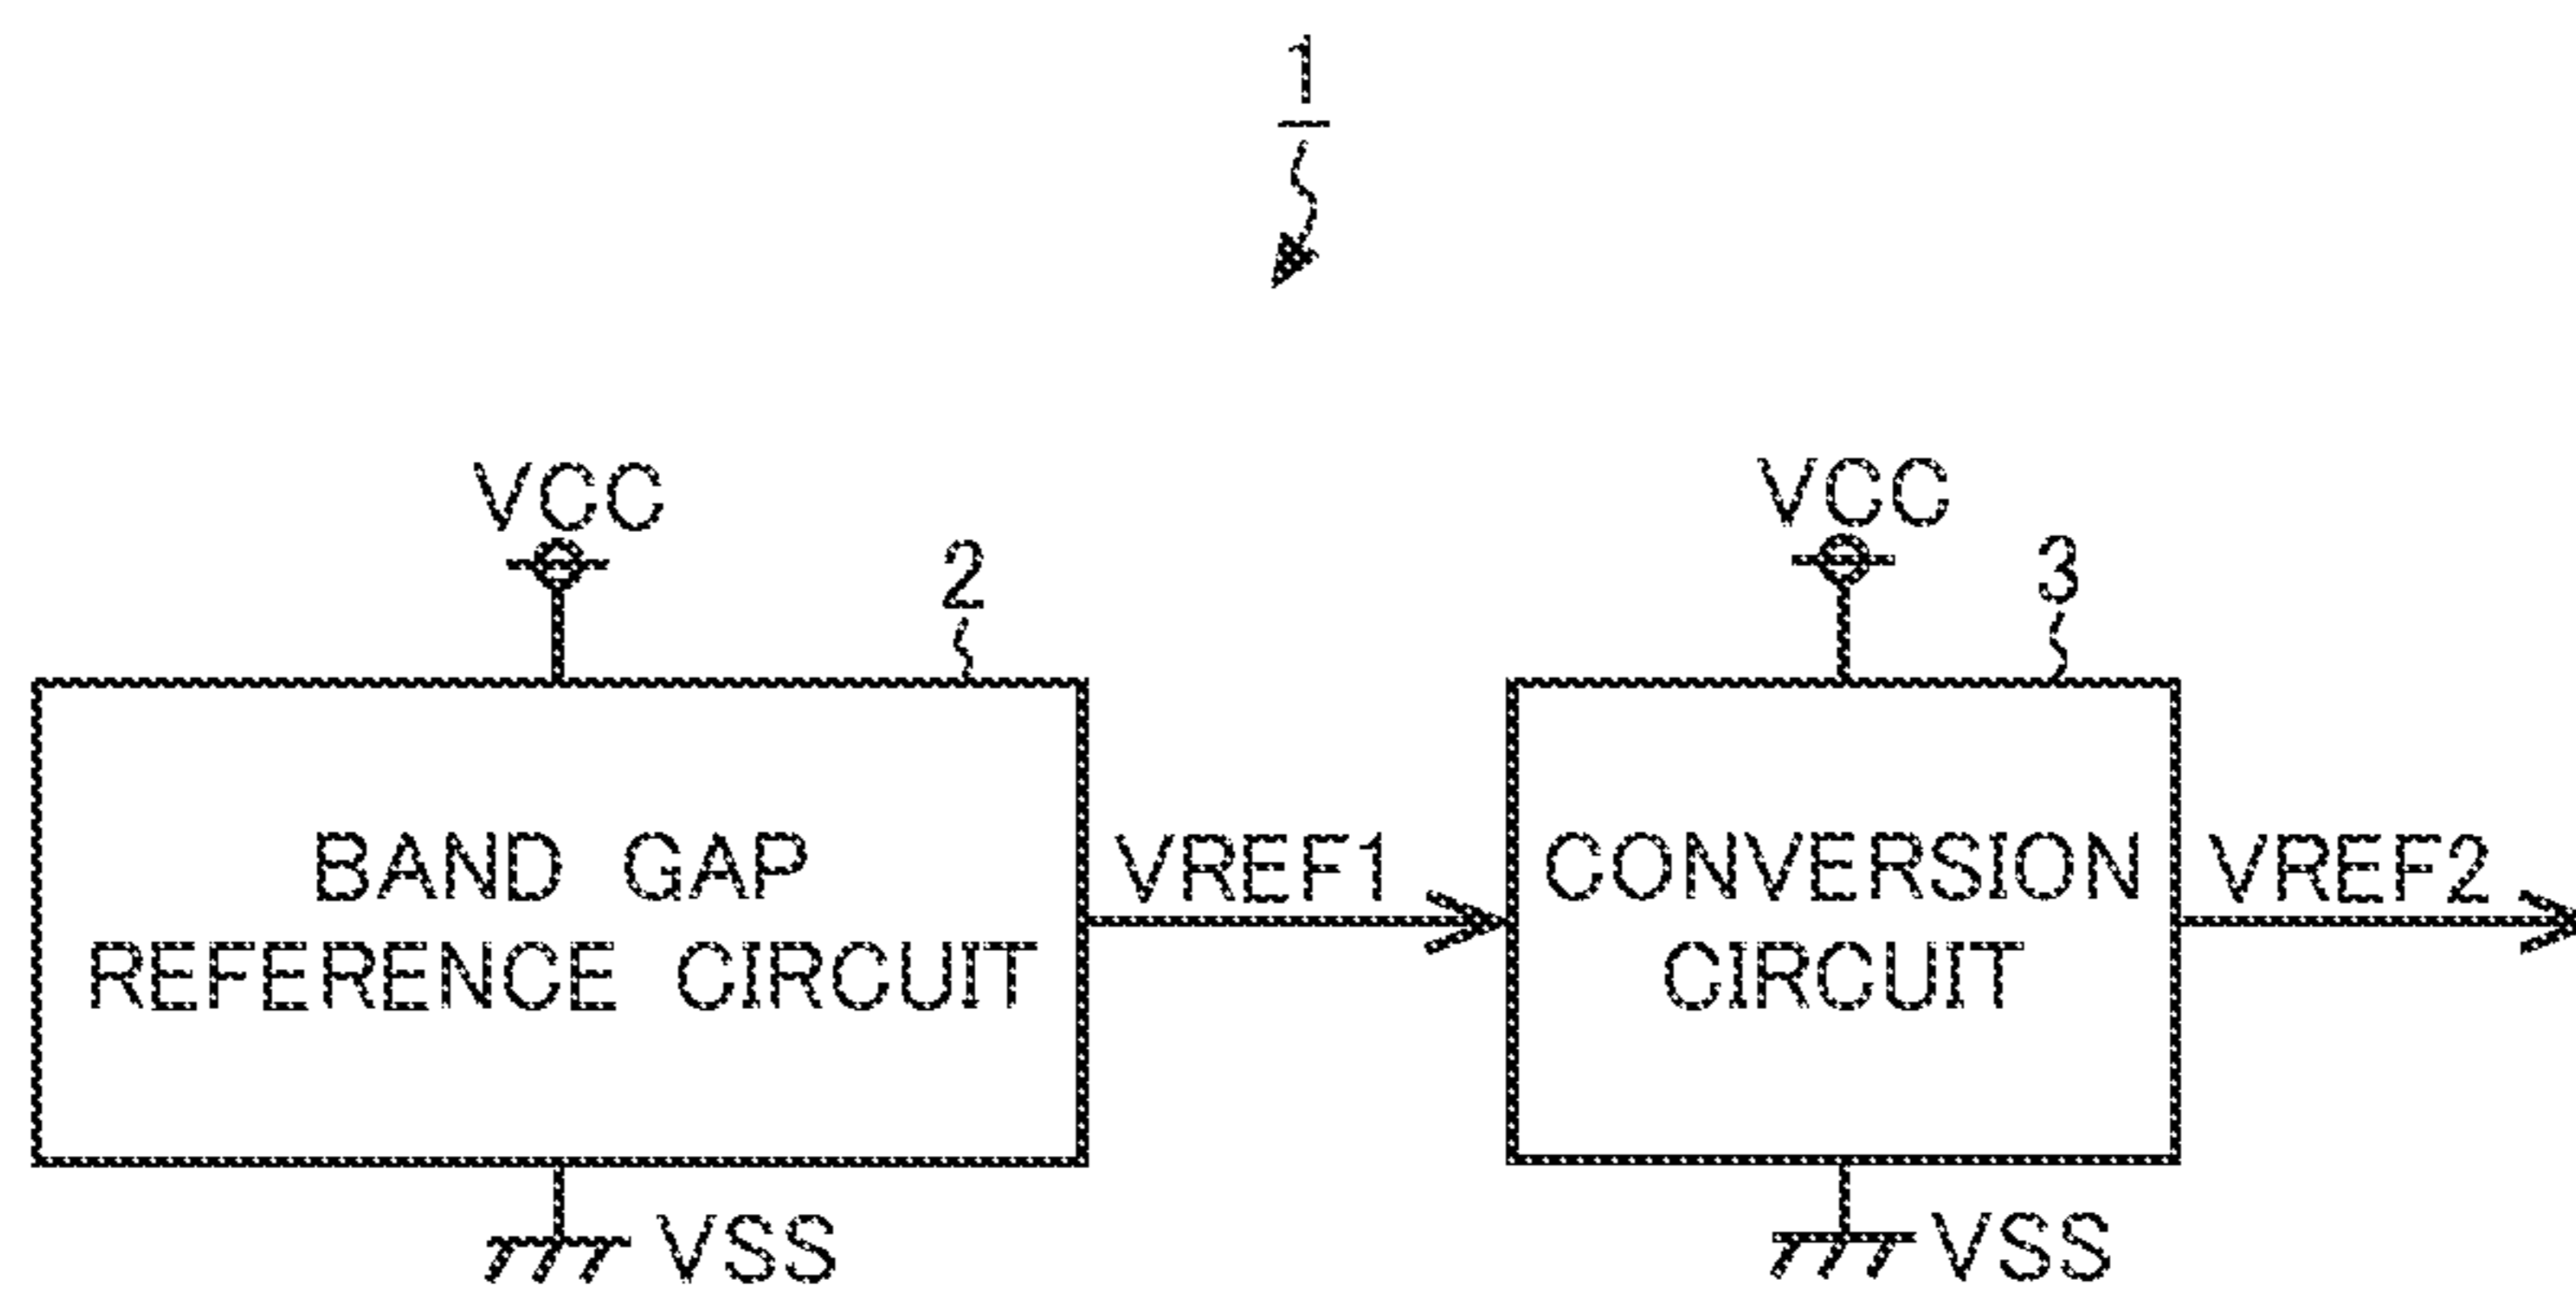 1
VCC
2
VCC
3
BAND GAP
REFERENCE CIRCUIT
VREF1
CONVERSION
CIRCUIT
VREF2
VSS
VSS